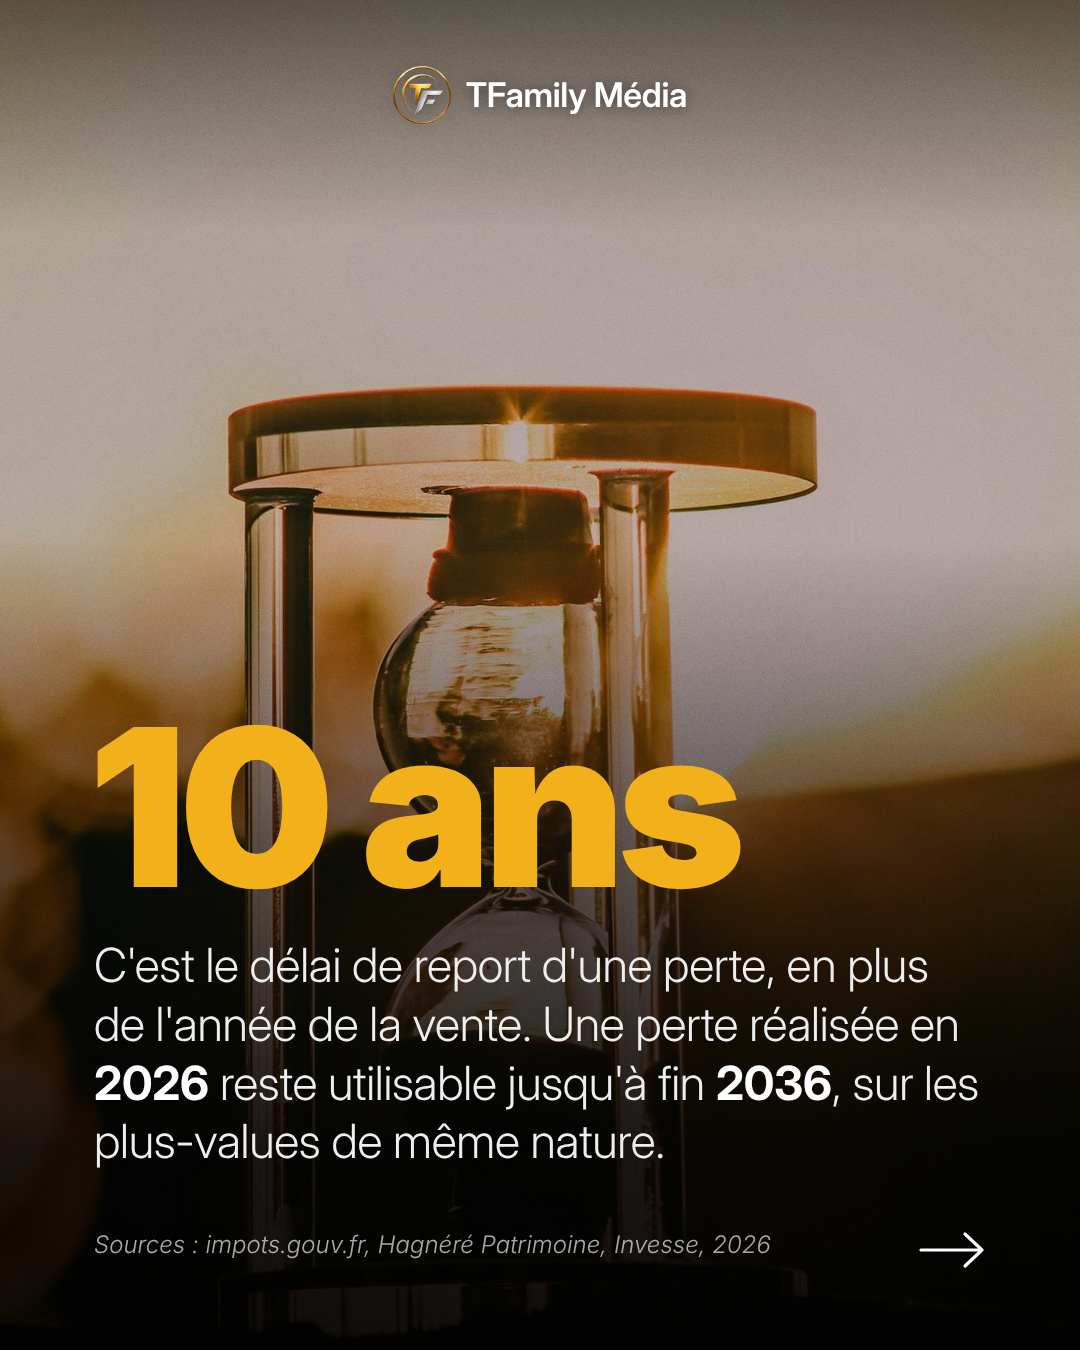 TFamily Média
10 ans
C'est le délai de report d'une perte, en plus
de l'année de la vente. Une perte réalisée en
2026 reste utilisable jusqu'à fin 2036, sur les
plus-values de même nature.
Sources : impots.gouv.fr, Hagnéré Patrimoine, Invesse, 2026